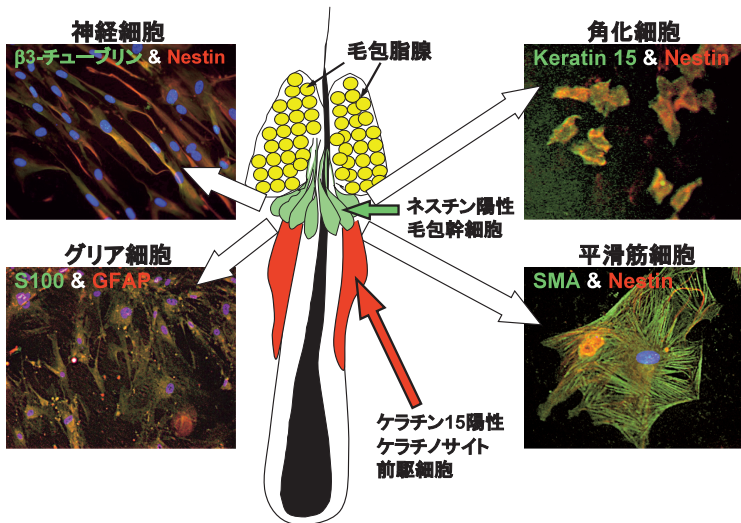 神経細胞
β3-チューブリン & Nestin
毛包脂腺
角化細胞
Keratin 15 & Nestin
ネスチン陽性
毛包幹細胞
グリア細胞
S100 & GFAP
平滑筋細胞
SMA & Nestin
ケラチン15陽性
ケラチノサイト
前駆細胞